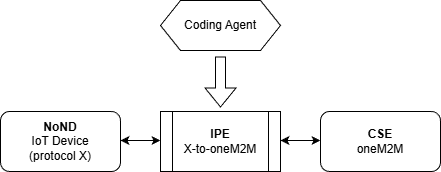 Coding Agent
NoND
IoT Device
(protocol X)
IPE
X-to-oneM2M
CSE
oneM2M